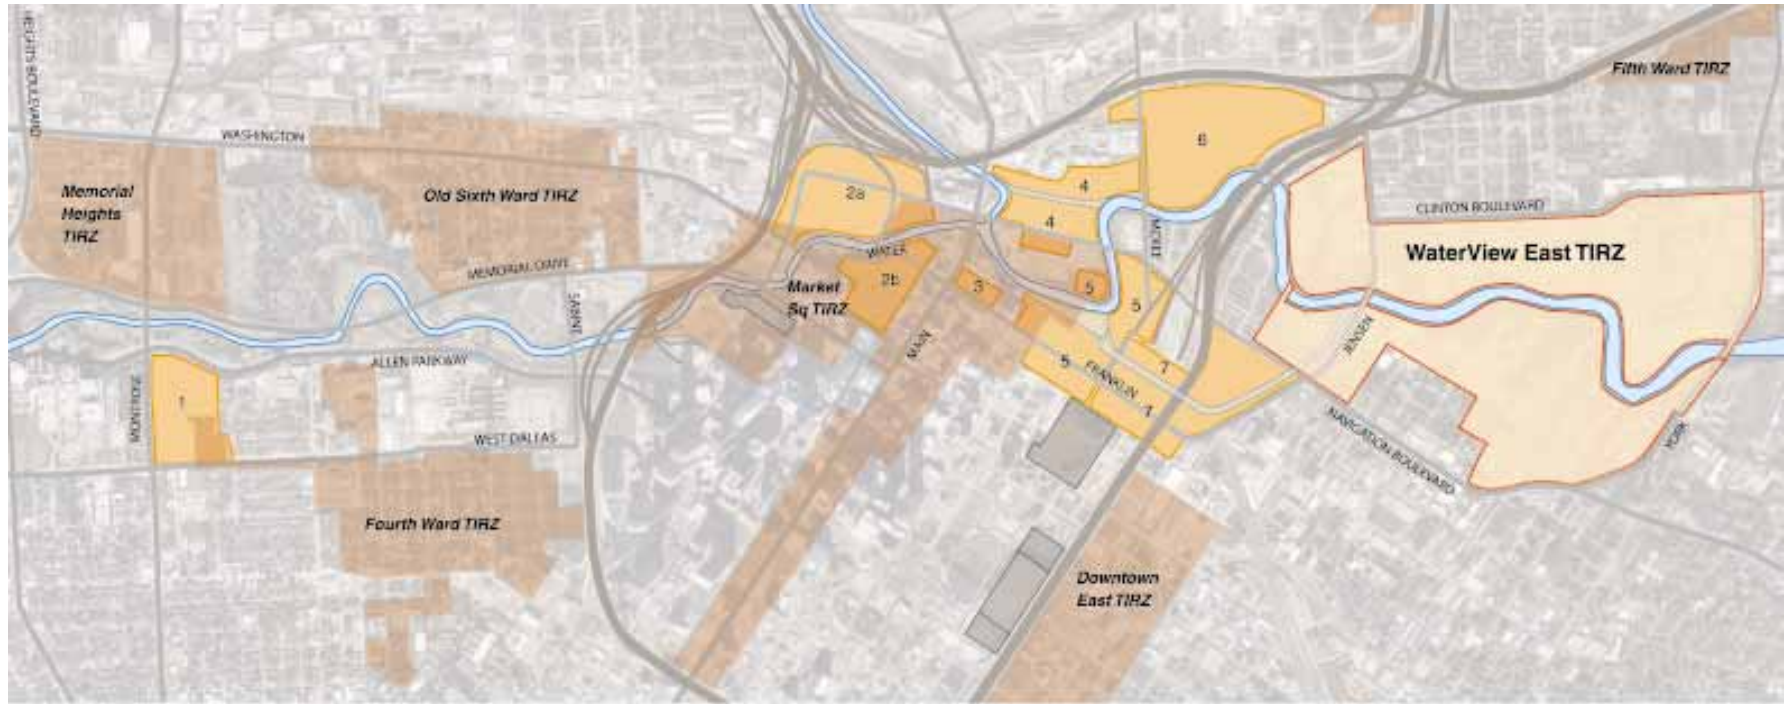 HEIGHTS BOULEVARD
WASHINGTON
Memorial
Heights
TIRZ
Old Sixth Ward TIRZ
MEMORIAL DRIVE
SABINE
ALLEN PARKWAY
MONTROSE
1
WEST DALLAS
Fourth Ward TIRZ
2a
WATER
2b
Market
Sq TIRZ
MAIN
3
4
4
5
5
6
MCKEE
FRANKLIN
7
7
Downtown
East TIRZ
Fifth Ward TIRZ
CLINTON BOULEVARD
WaterView East TIRZ
JENSEN
NAVIGATION BOULEVARD
YORK